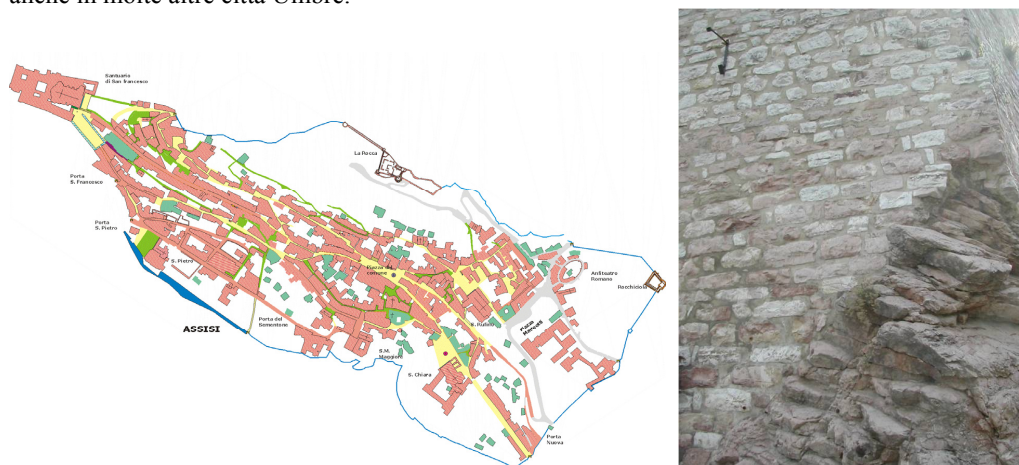 anche in molte altre città Umbre.
Santuario
di San francesco
La Rocca
Porta
S. Francesco
Porta
S. Pietro
S. Pietro
Piazza del
comune
Anfiteatro
Romano
Rocchicciola
Porta del
Sementone
ASSISI
S. Rufino
Piazza
Matteotti
S.M.
Maggiore
S. Chiara
Porta
Nuova